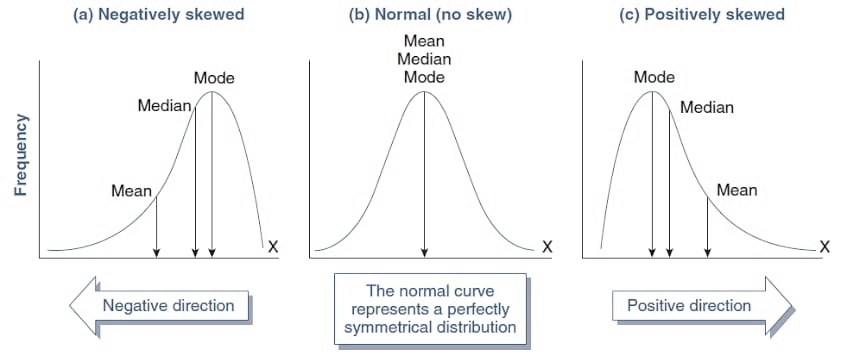 (a) Negatively skewed
Frequency
Mode
Median
Mean
X
Negative direction
(b) Normal (no skew)
Mean
Median
Mode
X
The normal curve
represents a perfectly
symmetrical distribution
(c) Positively skewed
Mode
Median
Mean
X
Positive direction